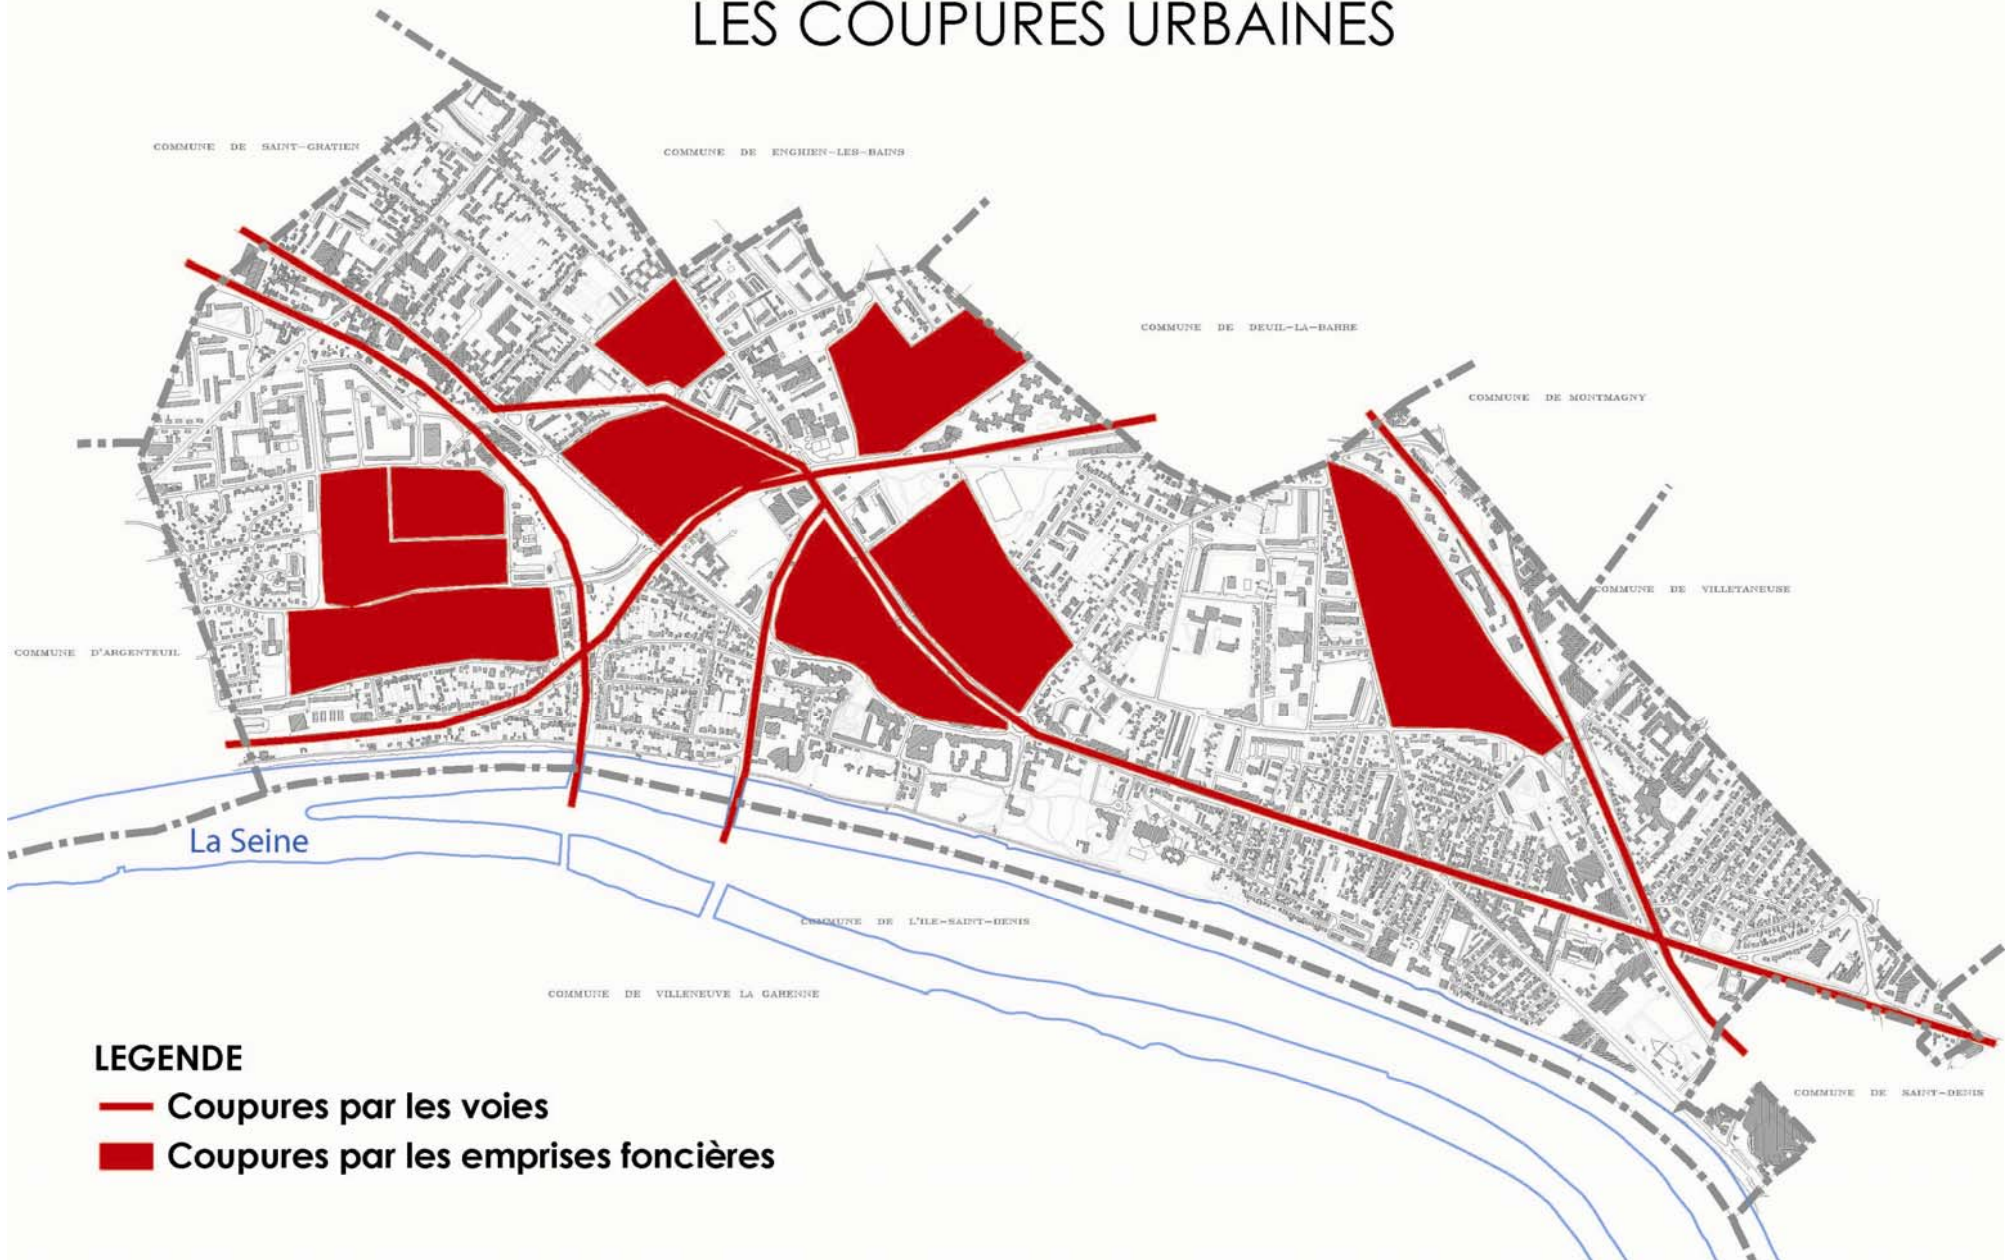 LES COUPURES URBAINES
COMMUNE DE SAINT-GRATIEN
COMMUNE DE ENGHIEN-LES-BAINS
COMMUNE DE DEUIL-LA-BARRE
COMMUNE DE MONTMAGNY
COMMUNE DE VILLETANEUSE
COMMUNE D'ARGENTEUIL
La Seine
COMMUNE DE L'ILE-SAINT-DENIS
COMMUNE DE VILLENEUVE LA GARENNE
COMMUNE DE SAINT-DENIS
LEGENDE
Coupures par les voies
Coupures par les emprises foncières